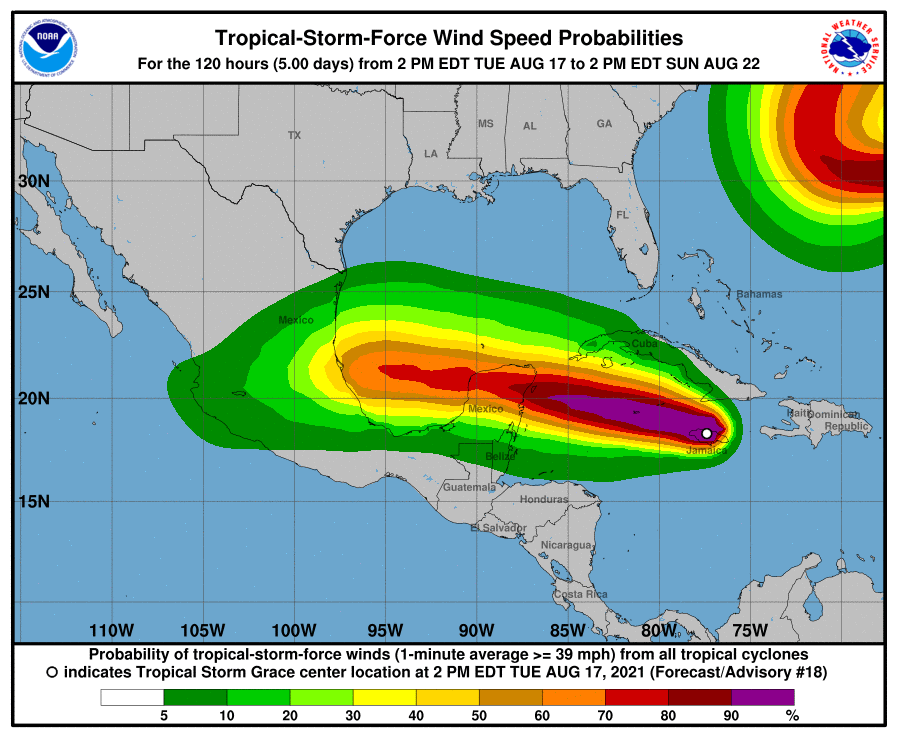 Tropical-Storm-Force Wind Speed Probabilities
For the 120 hours (5.00 days) from 2 PM EDT TUE AUG 17 to 2 PM EDT SUN AUG 22
NOAA
NATIONAL WEATHER SERVICE
TX
MS
AL
GA
LA
30N
FL
25N
Bahamas
Mexico
Cuba
20N
Mexico
Haiti
Dominican
Republic
Jamaica
Belize
Guatemala
15N
Honduras
El Salvador
Nicaragua
Costa Rica
110W 105W 100W 95W 90W 85W 80W 75W
Probability of tropical-storm-force winds (1-minute average >= 39 mph) from all tropical cyclones
indicates Tropical Storm Grace center location at 2 PM EDT TUE AUG 17, 2021 (Forecast/Advisory #18)
5 10 20 30 40 50 60 70 80 90 %